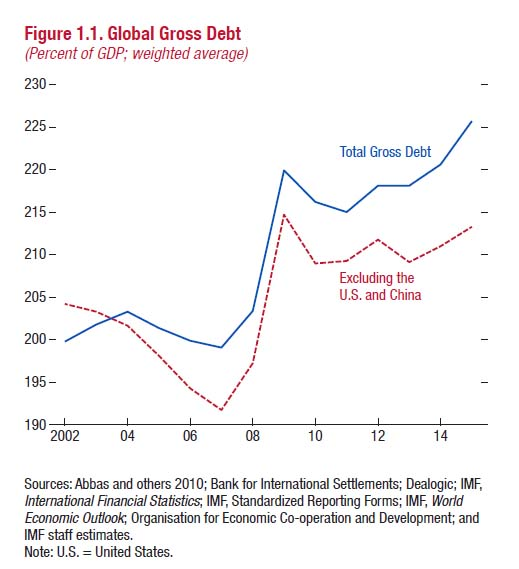 Figure 1.1. Global Gross Debt
(Percent of GDP; weighted average)
230
225
220
215
210
205
200
195
190
Total Gross Debt
Excluding the
U.S. and China
2002 04 06 08 10 12 14
Sources: Abbas and others 2010; Bank for International Settlements; Dealogic; IMF,
International Financial Statistics; IMF, Standardized Reporting Forms; IMF, World
Economic Outlook; Organisation for Economic Co-operation and Development; and
IMF staff estimates.
Note: U.S. = United States.